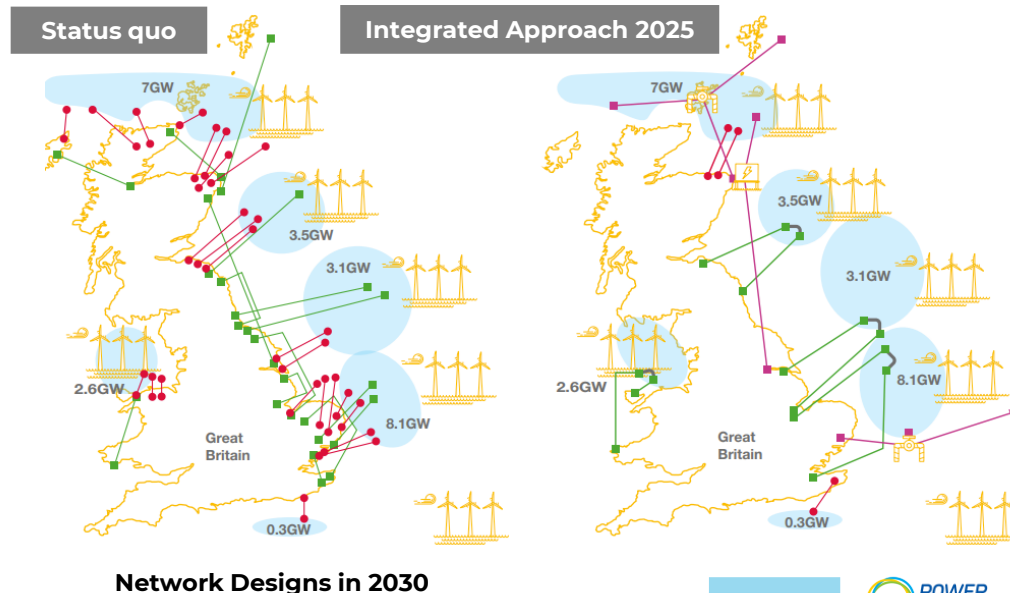 Status quo
Integrated Approach 2025
7GW
3.5GW
3.1GW
2.6GW
8.1GW
Great
Britain
0.3GW
7GW
3.5GW
3.1GW
2.6GW
8.1GW
Great
Britain
0.3GW
Network Designs in 2030
POWER